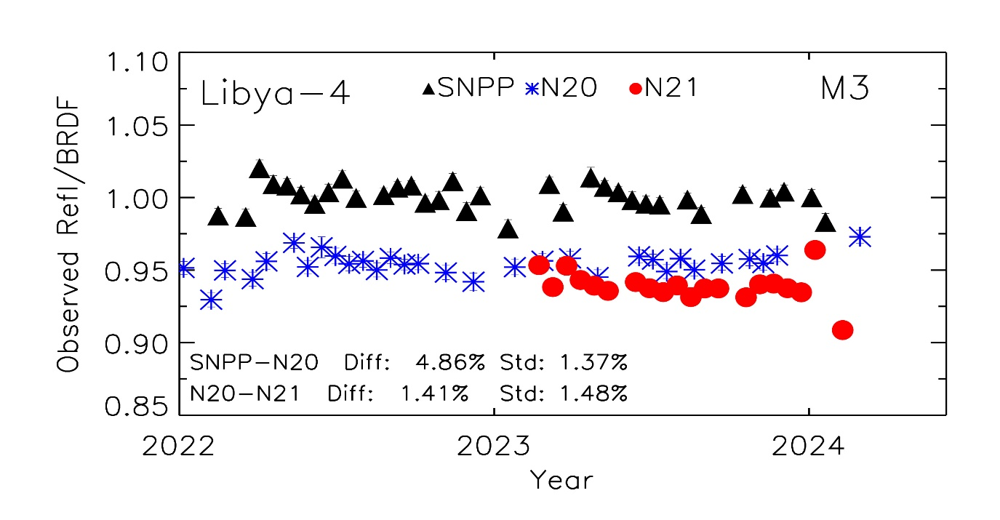 1.10
Libya-4 SNPP N20 N21 M3
1.05
1.00
0.95
0.90
0.85
Observed Refl/BRDF
SNPP-N20 Diff: 4.86% Std: 1.37%
N20-N21 Diff: 1.41% Std: 1.48%
2022 2023 2024
Year